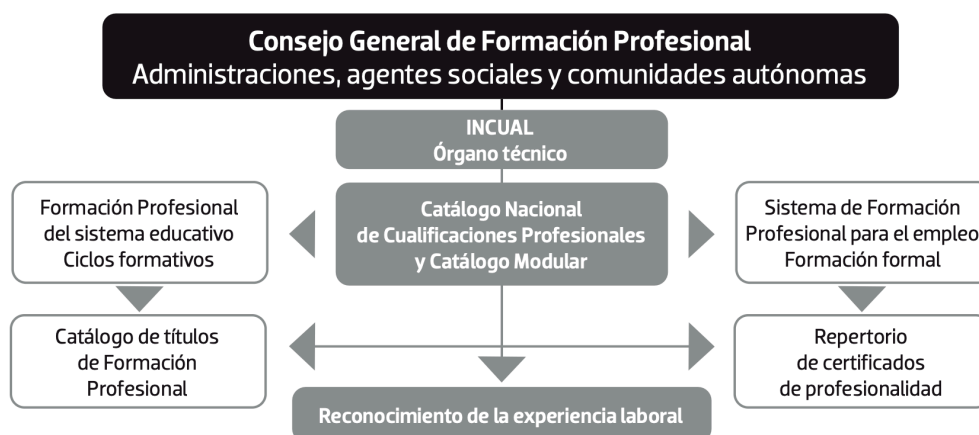 Consejo General de Formación Profesional
Administraciones, agentes sociales y comunidades autónomas
INCUAL
Órgano técnico
Formación Profesional
del sistema educativo
Ciclos formativos
Catálogo Nacional
de Cualificaciones Profesionales
y Catálogo Modular
Sistema de Formación
Profesional para el empleo
Formación formal
Catálogo de títulos
de Formación
Profesional
Repertorio
de certificados
de profesionalidad
Reconocimiento de la experiencia laboral